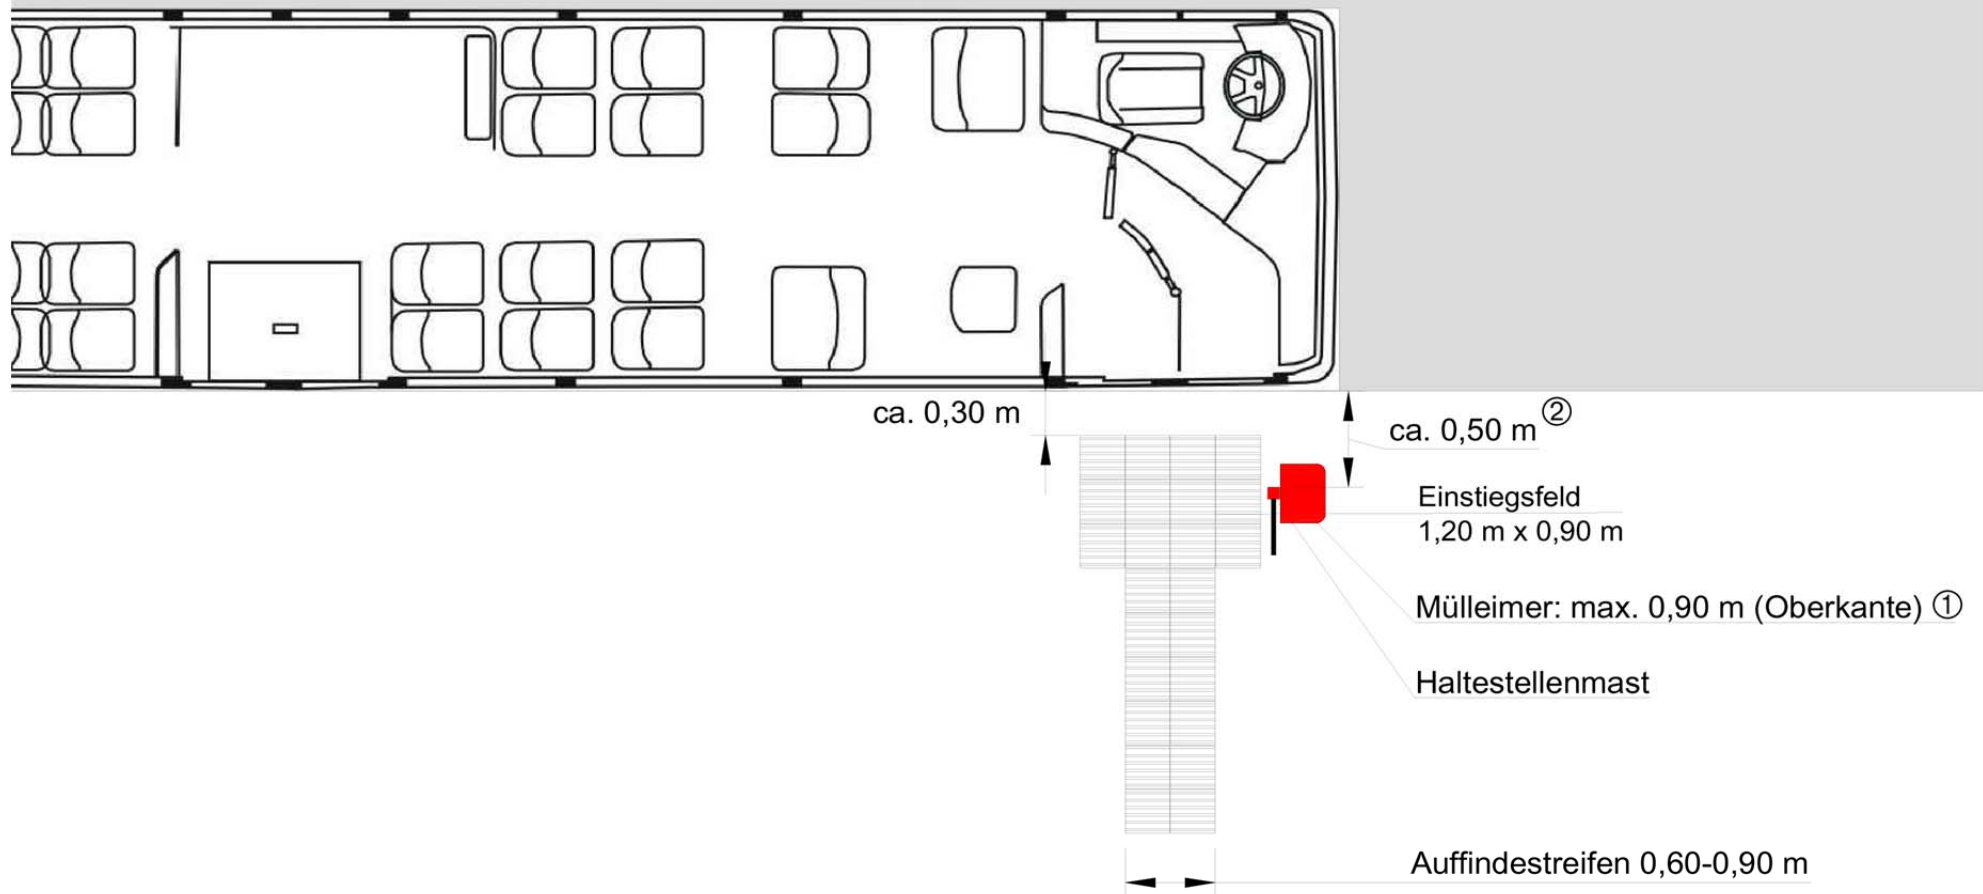 ca. 0,30 m
ca. 0,50 m ②
Einstiegsfeld
1,20 m x 0,90 m
Mülleimer: max. 0,90 m (Oberkante) ①
Haltestellenmast
Auffindestreifen 0,60-0,90 m